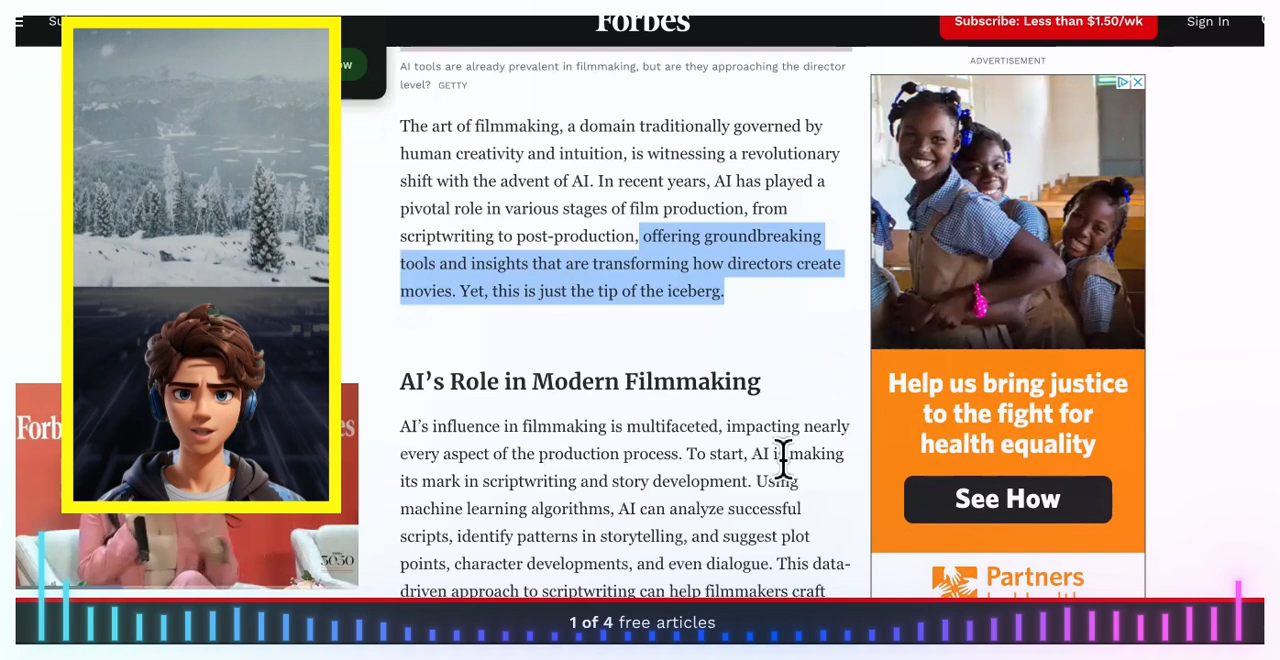 Forbes
Subscribe: Less than $1.50/wk
Sign In
ADVERTISEMENT
AI tools are already prevalent in filmmaking, but are they approaching the director
level? GETTY
The art of filmmaking, a domain traditionally governed by
human creativity and intuition, is witnessing a revolutionary
shift with the advent of AI. In recent years, AI has played a
pivotal role in various stages of film production, from
scriptwriting to post-production, offering groundbreaking
tools and insights that are transforming how directors create
movies. Yet, this is just the tip of the iceberg.
AI's Role in Modern Filmmaking
AI's influence in filmmaking is multifaceted, impacting nearly
every aspect of the production process. To start, AI is making
its mark in scriptwriting and story development. Using
machine learning algorithms, AI can analyze successful
scripts, identify patterns in storytelling, and suggest plot
points, character developments, and even dialogue. This data-
driven approach to scriptwriting can help filmmakers craft
Help us bring justice
to the fight for
health equality
See How
Partners
30/50
1 of 4 free articles